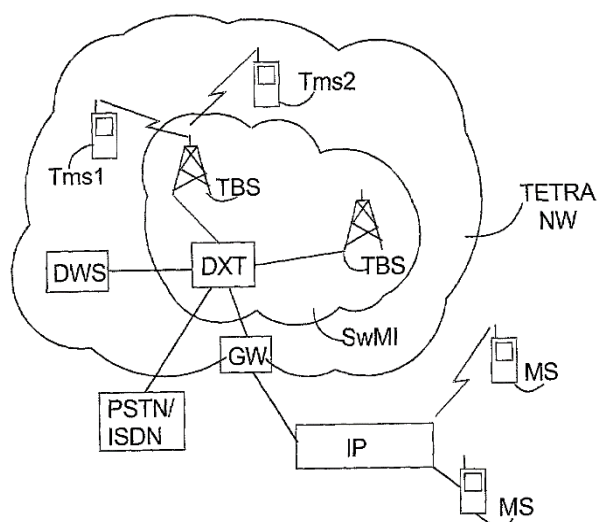 Tms2
Tms1
TBS
TETRA
NW
TBS
DWS
DXT
SwMI
GW
MS
PSTN/
ISDN
IP
MS